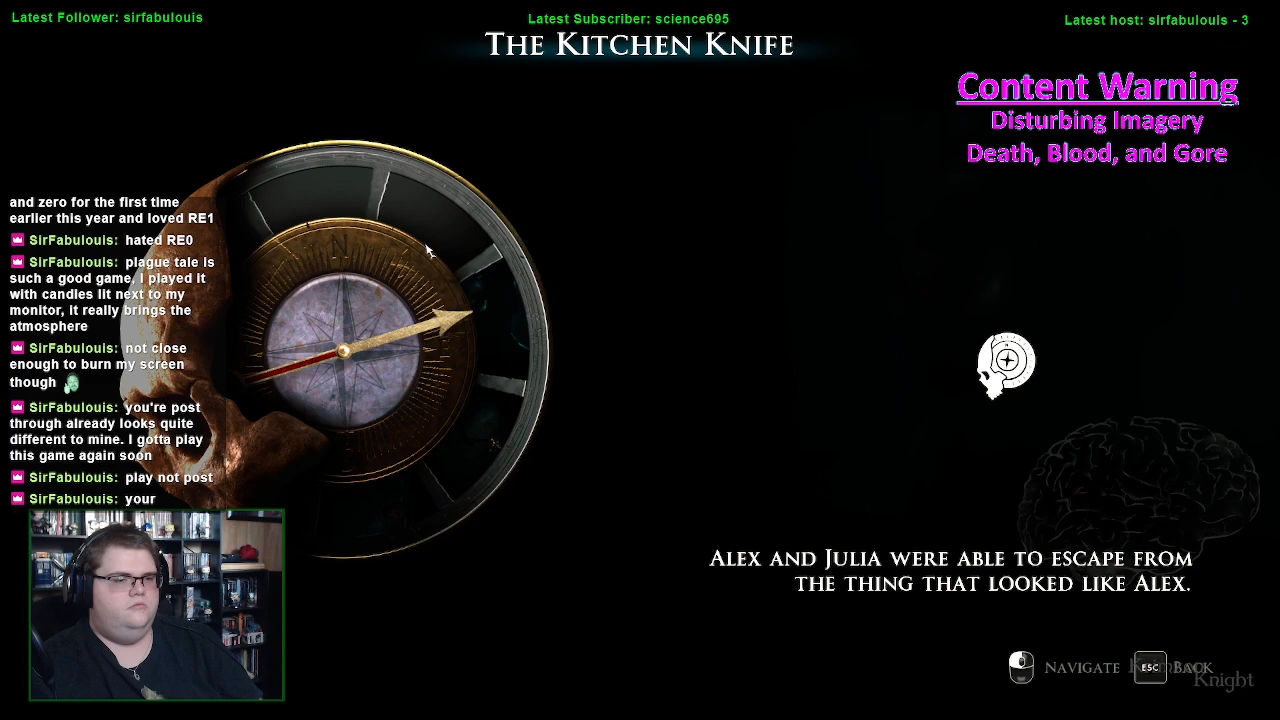 Latest Follower: sirfabulouis
Latest Subscriber: science695
Latest host: sirfabulouis - 3
The Kitchen Knife
Content Warning
Disturbing Imagery
Death, Blood, and Gore
and zero for the first time
earlier this year and loved RE1
SirFabulouis: hated RE0
SirFabulouis: plague tale is
such a good game, I played it
with candles lit next to my
monitor, it really brings the
atmosphere
SirFabulouis: not close
enough to burn my screen
though
SirFabulouis: you're post
through already looks quite
different to mine. I gotta play
this game again soon
SirFabulouis: play not post
SirFabulouis: your
N
Alex and Julia were able to escape from
the thing that looked like Alex.
Navigate
ESC
Back
Knight